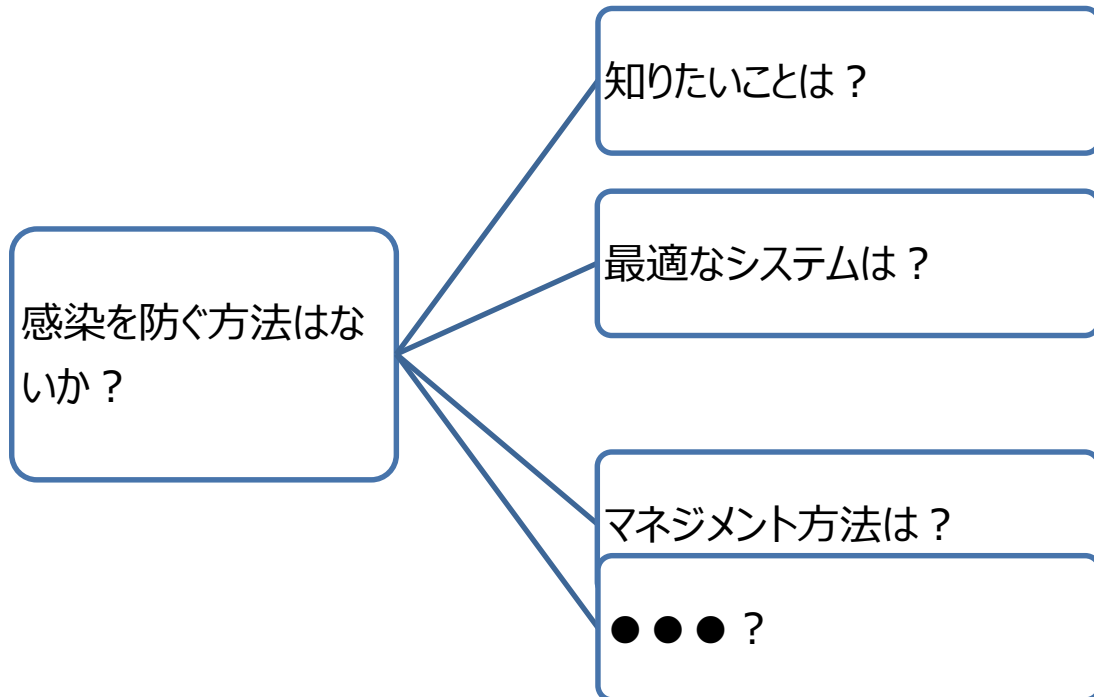 知りたいことは？
最適なシステムは？
感染を防ぐ方法はな
いか？
マネジメント方法は？
●●●？